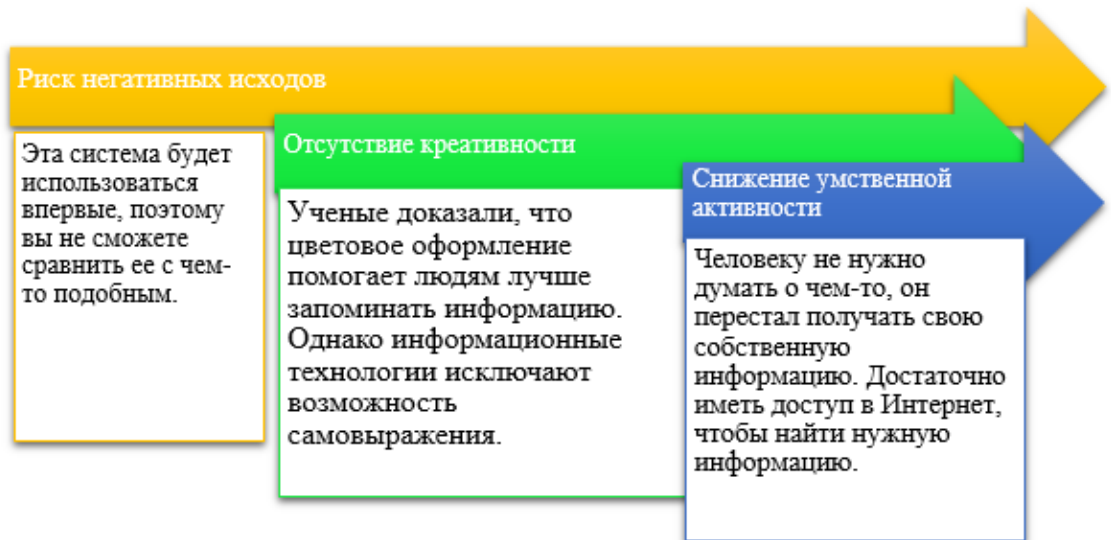 Риск негативных исходов
Эта система будет
использоваться
впервые, поэтому
вы не сможете
сравнить ее с чем-
то подобным.
Отсутствие креативности
Ученые доказали, что
цветовое оформление
помогает людям лучше
запоминать информацию.
Однако информационные
технологии исключают
возможность
самовыражения.
Снижение умственной
активности
Человеку не нужно
думать о чем-то, он
перестал получать свою
собственную
информацию. Достаточно
иметь доступ в Интернет,
чтобы найти нужную
информацию.